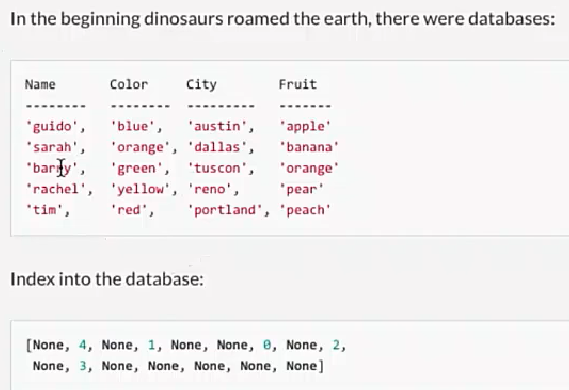 In the beginning dinosaurs roamed the earth, there were databases:
Name Color City Fruit
-------- -------- --------- -------
'guido', 'blue', 'austin', 'apple'
'sarah', 'orange', 'dallas', 'banana'
'barry', 'green', 'tuscon', 'orange'
'rachel', 'yellow', 'reno', 'pear'
'tim', 'red', 'portland', 'peach'
Index into the database:
[None, 4, None, 1, None, None, 0, None, 2,
None, 3, None, None, None, None, None]